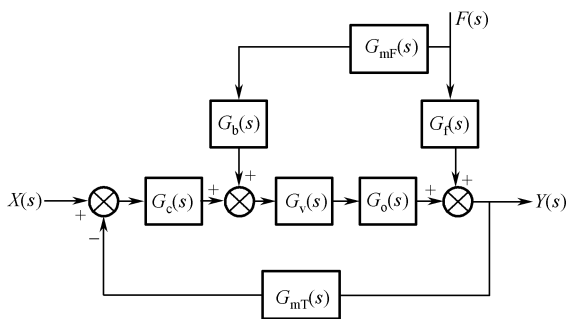 F(s)
G_mF(s)
G_b(s)
G_f(s)
X(s) + − G_c(s) + + G_v(s) G_o(s) + + Y(s)
G_mT(s)